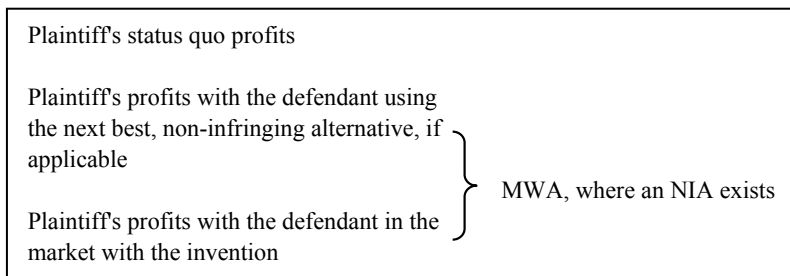 Plaintiff's status quo profits
Plaintiff's profits with the defendant using
the next best, non-infringing alternative, if
applicable
MWA, where an NIA exists
Plaintiff's profits with the defendant in the
market with the invention